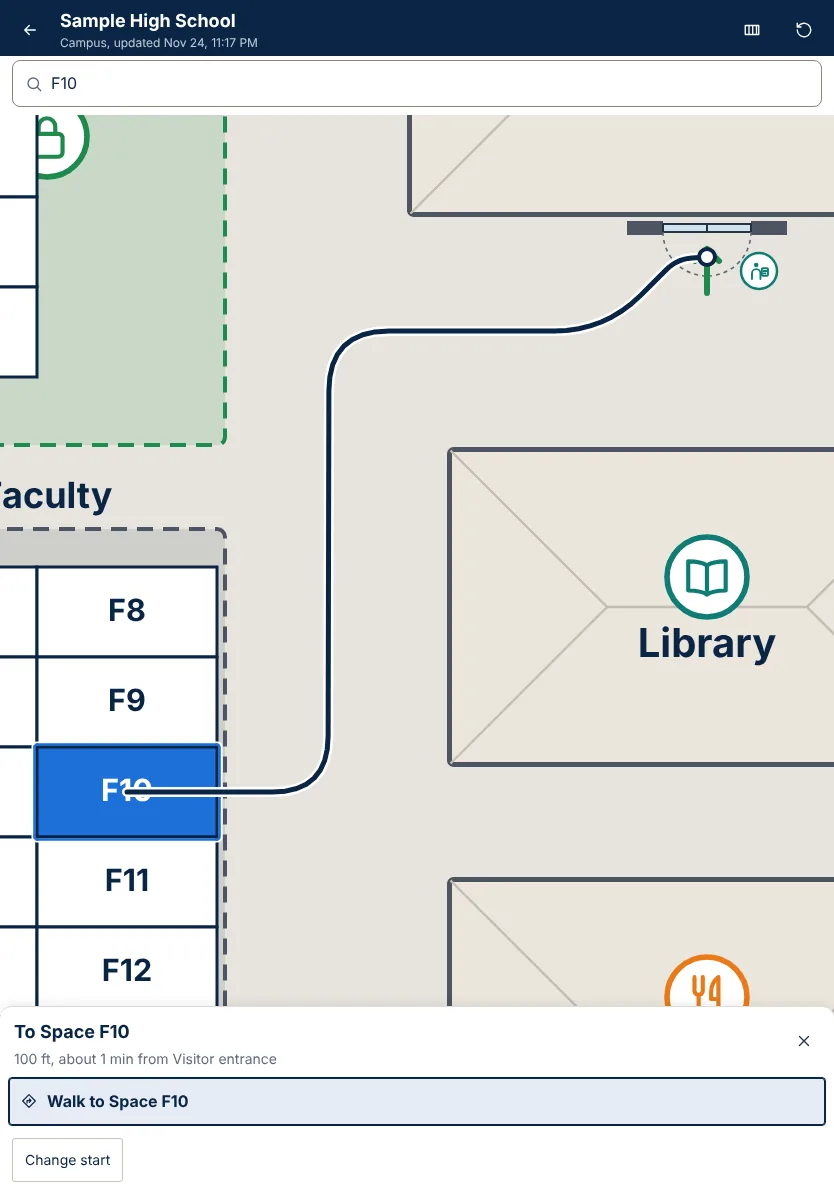 Sample High School
Campus, updated Nov 24, 11:17 PM
F10
Faculty
F8
F9
F10
F11
F12
Library
To Space F10
100 ft, about 1 min from Visitor entrance
Walk to Space F10
Change start